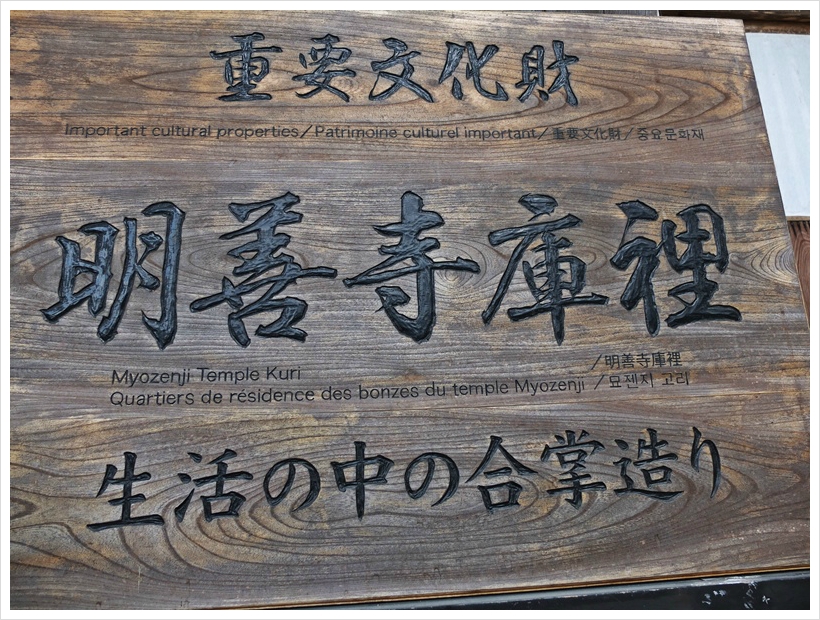 重要文化財
Important cultural properties／Patrimoine culturel important／重要文化財／중요문화재
明善寺庫裡
Myozenji Temple Kuri ／明善寺庫裡
Quartiers de résidence des bonzes du temple Myozenji ／묘젠지 고리
生活の中の合掌造り